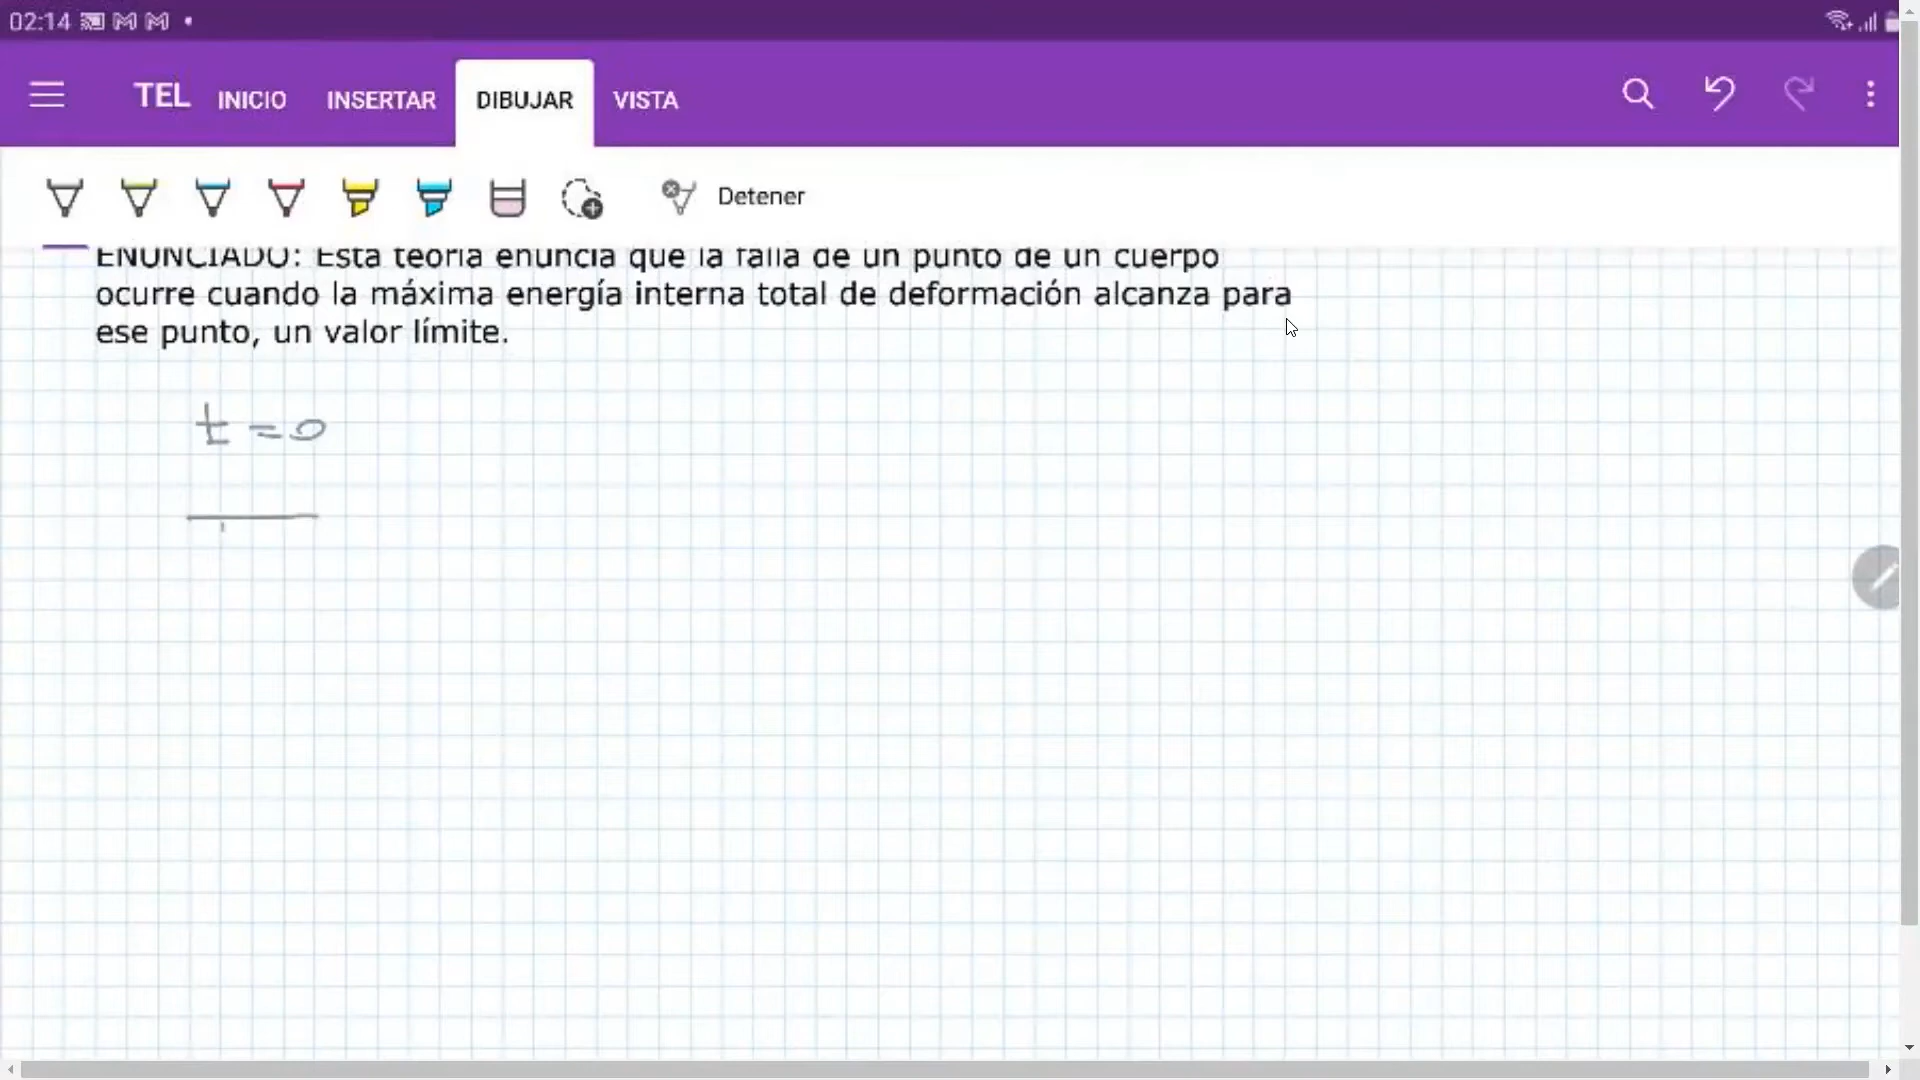 02:14
TEL INICIO INSERTAR DIBUJAR VISTA
Detener
ENUNCIADO: Esta teoría enuncia que la falla de un punto de un cuerpo
ocurre cuando la máxima energía interna total de deformación alcanza para
ese punto, un valor límite.
t = 0